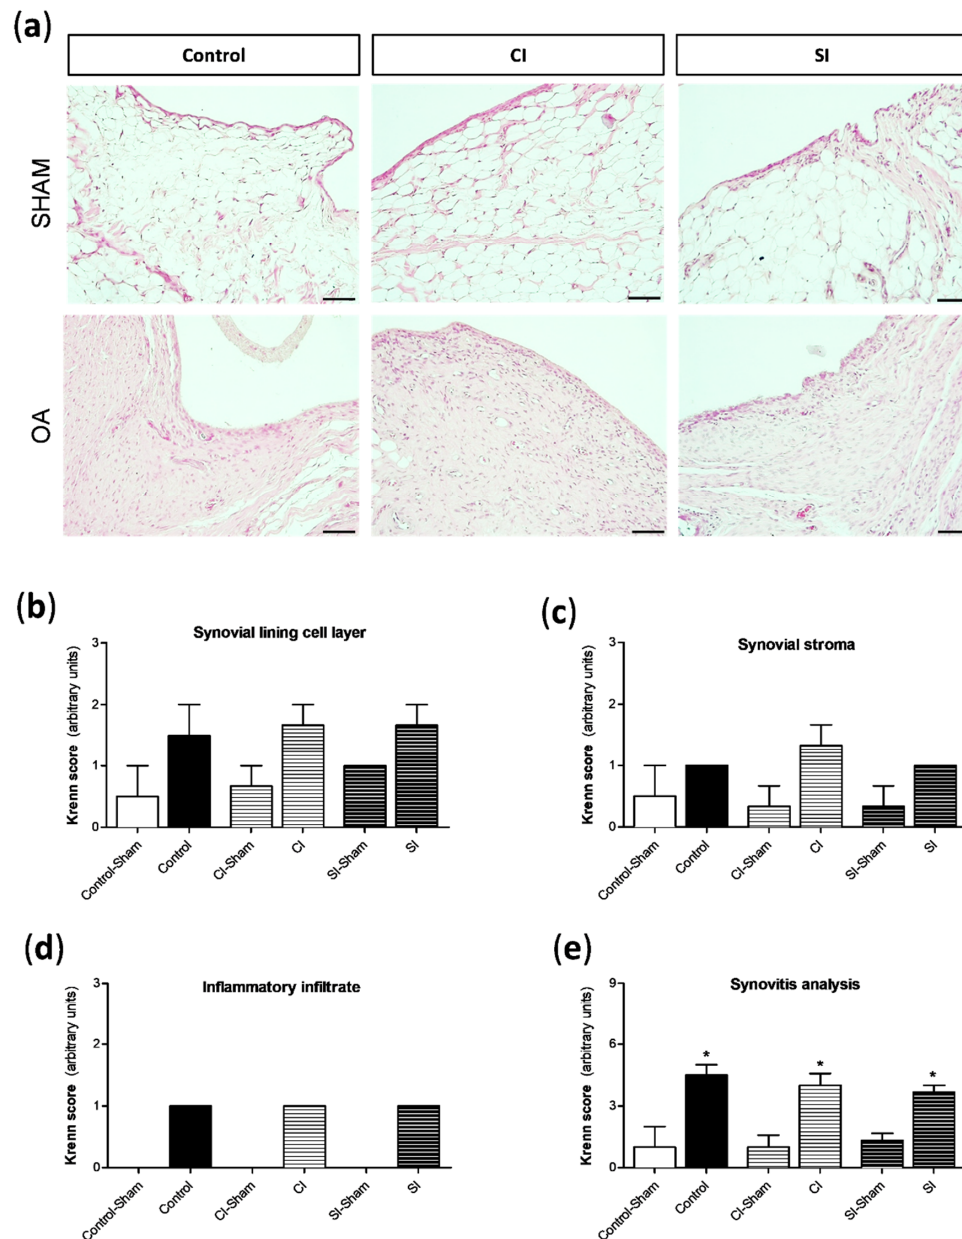 (a)
Control
CI
SI
SHAM
OA
(b)
Synovial lining cell layer
Krenn score (arbitrary units)
3
2
1
0
Control-Sham
Control
CI-Sham
CI
SI-Sham
SI
(c)
Synovial stroma
Krenn score (arbitrary units)
3
2
1
0
Control-Sham
Control
CI-Sham
CI
SI-Sham
SI
(d)
Inflammatory infiltrate
Krenn score (arbitrary units)
3
2
1
0
Control-Sham
Control
CI-Sham
CI
SI-Sham
SI
(e)
Synovitis analysis
Krenn score (arbitrary units)
9
6
3
0
*
*
*
Control-Sham
Control
CI-Sham
CI
SI-Sham
SI